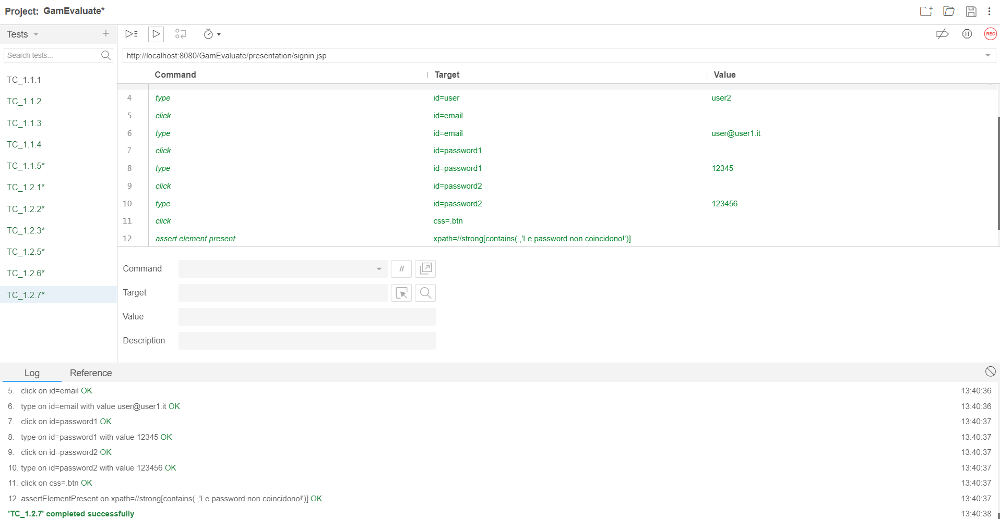 Project: GamEvaluate*
Tests
Search tests...
TC_1.1.1
TC_1.1.2
TC_1.1.3
TC_1.1.4
TC_1.1.5*
TC_1.2.1*
TC_1.2.2*
TC_1.2.3*
TC_1.2.5*
TC_1.2.6*
TC_1.2.7*
REC
http://localhost:8080/GamEvaluate/presentation/signin.jsp
Command Target Value
4 type id=user user2
5 click id=email
6 type id=email user@user1.it
7 click id=password1
8 type id=password1 12345
9 click id=password2
10 type id=password2 123456
11 click css=.btn
12 assert element present xpath=//strong[contains(.,'Le password non coincidono!')]
Command //
Target
Value
Description
Log Reference
5. click on id=email OK 13:40:36
6. type on id=email with value user@user1.it OK 13:40:36
7. click on id=password1 OK 13:40:37
8. type on id=password1 with value 12345 OK 13:40:37
9. click on id=password2 OK 13:40:37
10. type on id=password2 with value 123456 OK 13:40:37
11. click on css=.btn OK 13:40:37
12. assertElementPresent on xpath=//strong[contains(.,'Le password non coincidono!')] OK 13:40:37
'TC_1.2.7' completed successfully 13:40:38